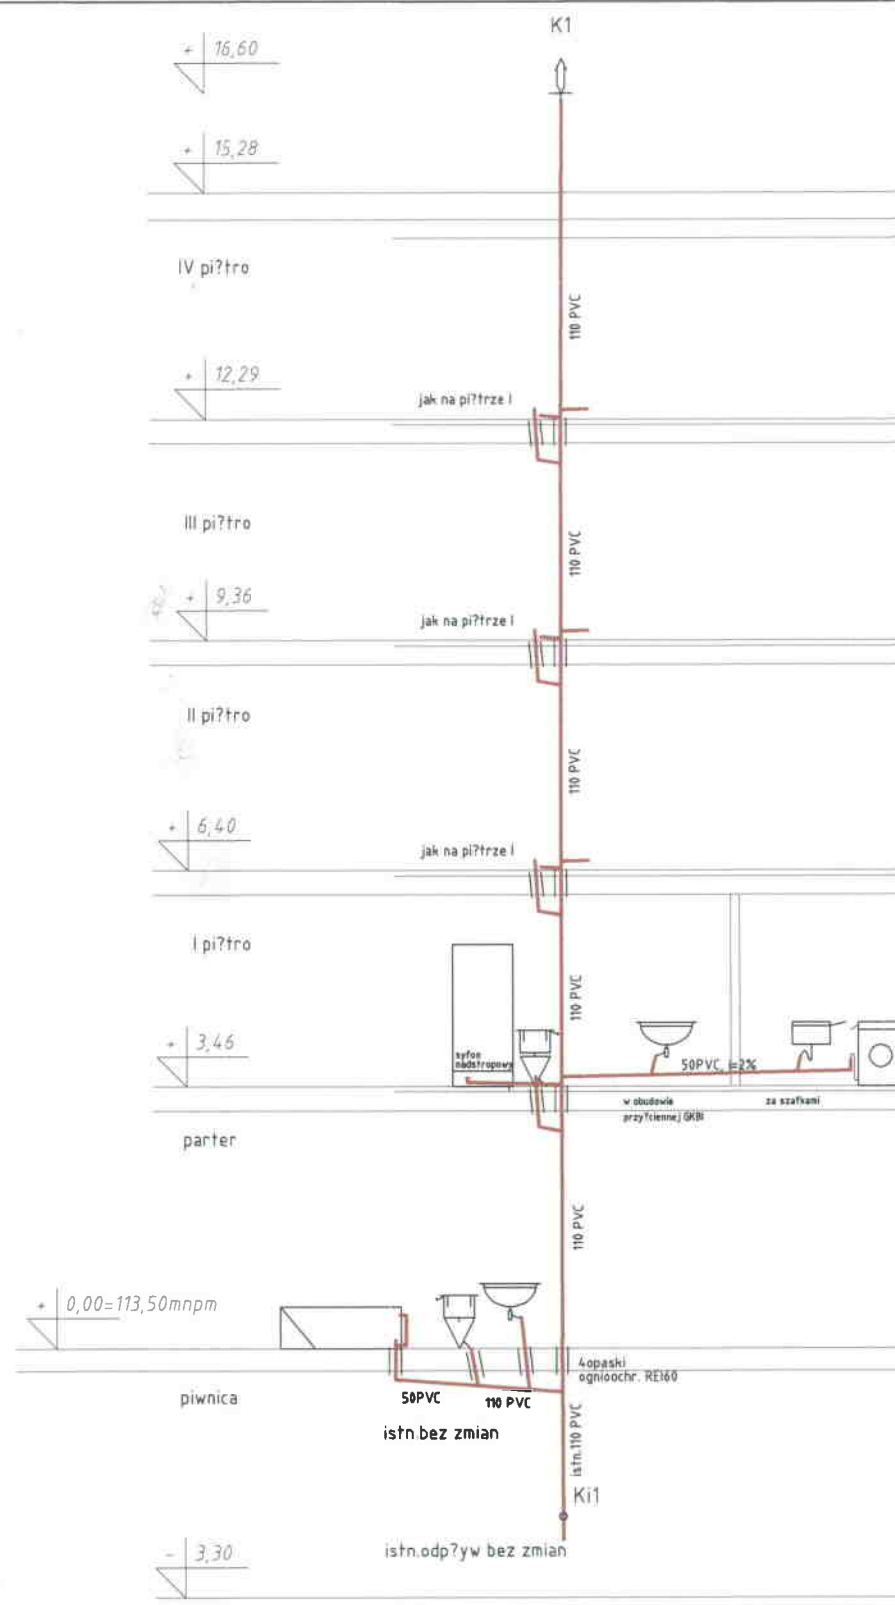 K1
+ 16,60
+ 15,28
IV pi?tro
110 PVC
+ 12,29
jak na pi?trze I
III pi?tro
110 PVC
+ 9,36
jak na pi?trze I
II pi?tro
110 PVC
+ 6,40
jak na pi?trze I
I pi?tro
110 PVC
+ 3,46
syfon
nadstropowy
50PVC, i=2%
w obudowie
przy?ciennej GKBI
za szafkami
parter
110 PVC
+ 0,00=113,50mnpm
4opaski
ognioochr. REI60
piwnica
50PVC
110 PVC
istn.bez zmian
istn.110 PVC
Ki1
istn.odp?yw bez zmian
- 3,30